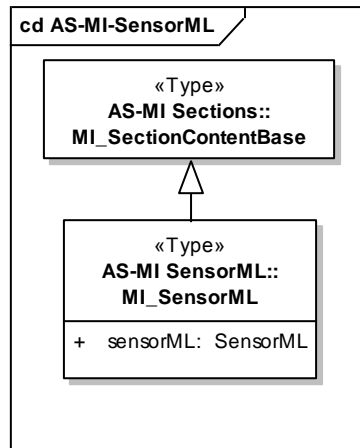 cd AS-MI-SensorML
«Type»
AS-MI Sections::
MI_SectionContentBase
«Type»
AS-MI SensorML::
MI_SensorML
+ sensorML: SensorML